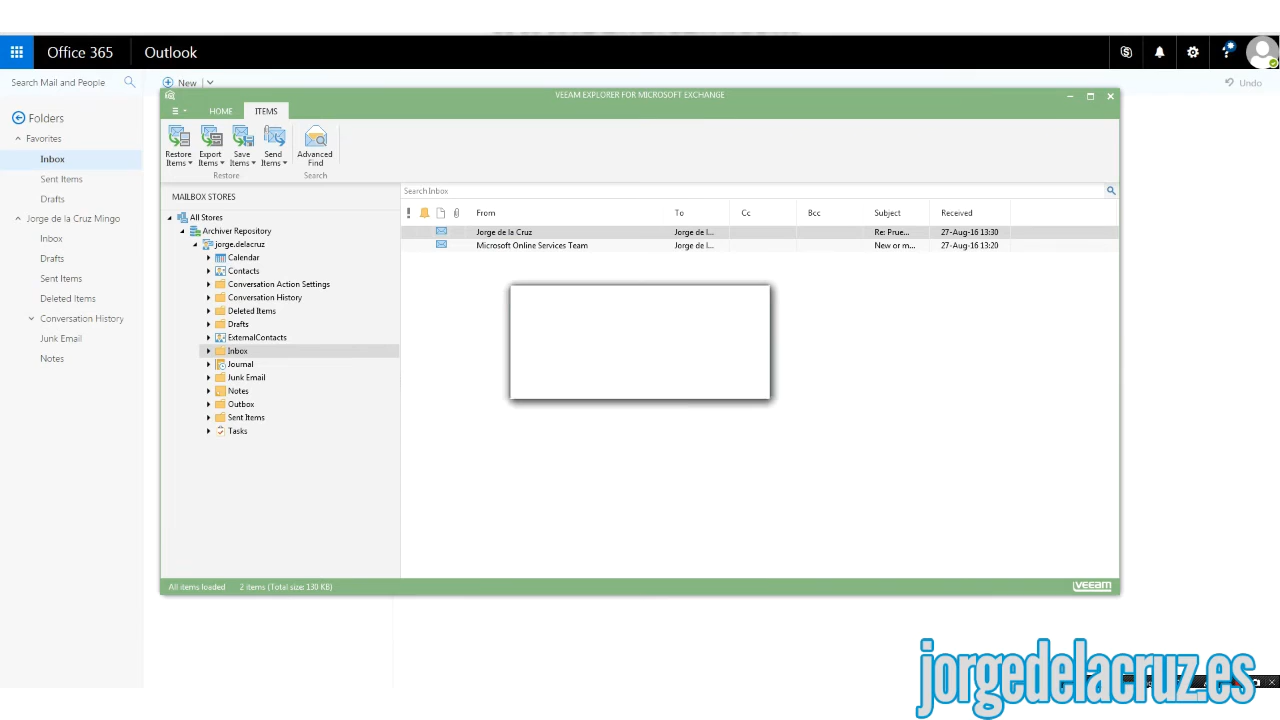 Office 365 Outlook
Search Mail and People
New
Undo
VEEAM EXPLORER FOR MICROSOFT EXCHANGE
HOME ITEMS
Folders
Favorites
Inbox
Sent Items
Drafts
Jorge de la Cruz Mingo
Inbox
Drafts
Sent Items
Deleted Items
Conversation History
Junk Email
Notes
Restore Items
Export Items
Save Items
Send Items
Advanced Find
Restore
Search
MAILBOX STORES
All Stores
Archiver Repository
jorge.delacruz
Calendar
Contacts
Conversation Action Settings
Conversation History
Deleted Items
Drafts
ExternalContacts
Inbox
Journal
Junk Email
Notes
Outbox
Sent Items
Tasks
Search Inbox
From To Cc Bcc Subject Received
Jorge de la Cruz Jorge de l... Re: Prue... 27-Aug-16 13:30
Microsoft Online Services Team Jorge de l... New or m... 27-Aug-16 13:20
All items loaded 2 items (Total size: 130 KB)
veeam
jorgedelacruz.es